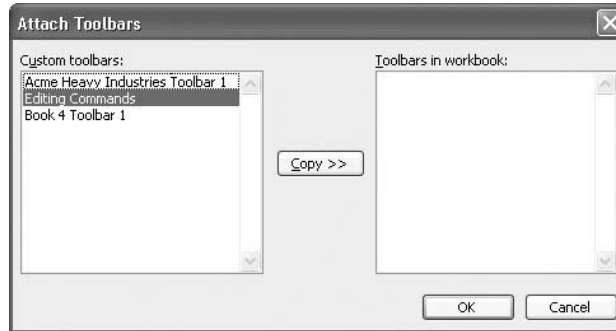 Attach Toolbars
Custom toolbars:
Toolbars in workbook:
Acme Heavy Industries Toolbar 1
Editing Commands
Book 4 Toolbar 1
Copy >>
OK
Cancel